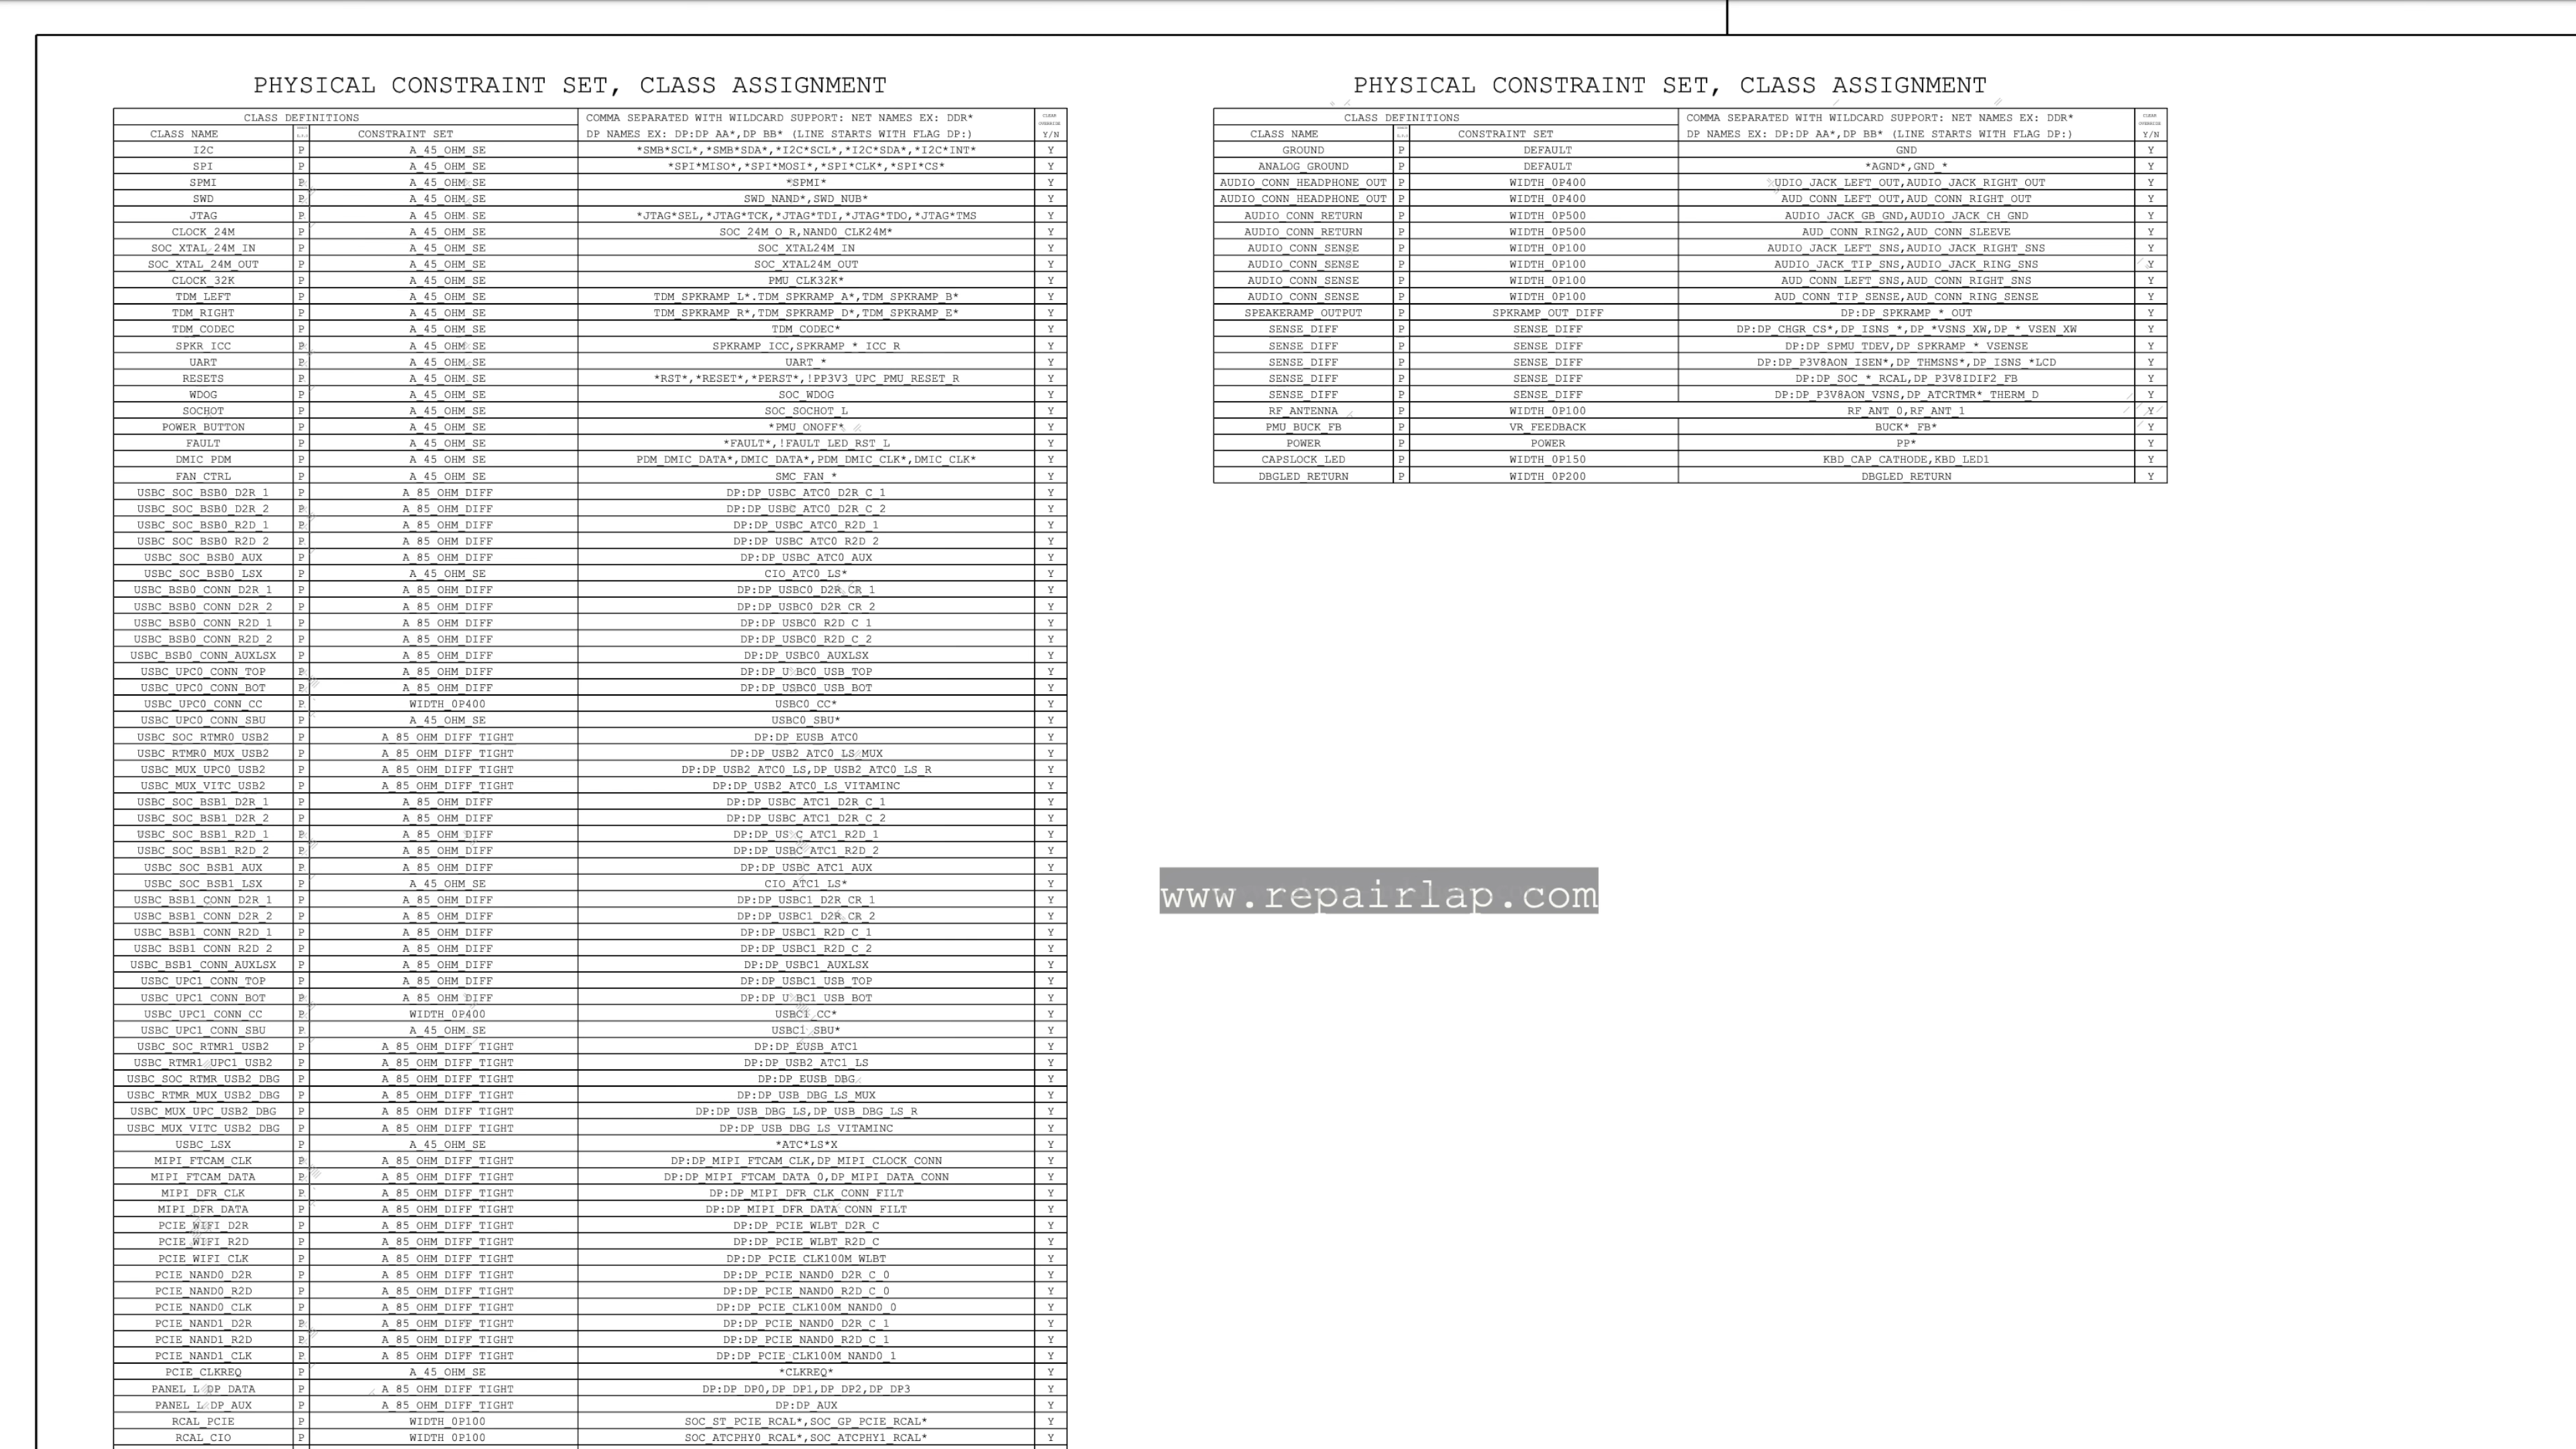 PHYSICAL CONSTRAINT SET, CLASS ASSIGNMENT
CLASS DEFINITIONS COMMA SEPARATED WITH WILDCARD SUPPORT: NET NAMES EX: DDR*
CLASS NAME CONSTRAINT SET DP NAMES EX: DP:DP_AA*,DP_BB* (LINE STARTS WITH FLAG DP:) Y/N
I2C P A_45_OHM_SE *SMB*SCL*,*SMB*SDA*,*I2C*SCL*,*I2C*SDA*,*I2C*INT* Y
SPI P A_45_OHM_SE *SPI*MISO*,*SPI*MOSI*,*SPI*CLK*,*SPI*CS* Y
SPMI P A_45_OHM_SE *SPMI* Y
SWD P A_45_OHM_SE SWD_NAND*,SWD_NUB* Y
JTAG P A_45_OHM_SE *JTAG*SEL,*JTAG*TCK,*JTAG*TDI,*JTAG*TDO,*JTAG*TMS Y
CLOCK_24M P A_45_OHM_SE SOC_24M_O_R,NAND0_CLK24M* Y
SOC_XTAL_24M_IN P A_45_OHM_SE SOC_XTAL24M_IN Y
SOC_XTAL_24M_OUT P A_45_OHM_SE SOC_XTAL24M_OUT Y
CLOCK_32K P A_45_OHM_SE PMU_CLK32K* Y
TDM_LEFT P A_45_OHM_SE TDM_SPKRAMP_L*.TDM_SPKRAMP_A*,TDM_SPKRAMP_B* Y
TDM_RIGHT P A_45_OHM_SE TDM_SPKRAMP_R*,TDM_SPKRAMP_D*,TDM_SPKRAMP_E* Y
TDM_CODEC P A_45_OHM_SE TDM_CODEC* Y
SPKR_ICC P A_45_OHM_SE SPKRAMP_ICC,SPKRAMP_*_ICC_R Y
UART P A_45_OHM_SE UART_* Y
RESETS P A_45_OHM_SE *RST*,*RESET*,*PERST*,!PP3V3_UPC_PMU_RESET_R Y
WDOG P A_45_OHM_SE SOC_WDOG Y
SOCHOT P A_45_OHM_SE SOC_SOCHOT_L Y
POWER_BUTTON P A_45_OHM_SE *PMU_ONOFF* Y
FAULT P A_45_OHM_SE *FAULT*,!FAULT_LED_RST_L Y
DMIC_PDM P A_45_OHM_SE PDM_DMIC_DATA*,DMIC_DATA*,PDM_DMIC_CLK*,DMIC_CLK* Y
FAN_CTRL P A_45_OHM_SE SMC_FAN_* Y
USBC_SOC_BSB0_D2R_1 P A_85_OHM_DIFF DP:DP_USBC_ATC0_D2R_C_1 Y
USBC_SOC_BSB0_D2R_2 P A_85_OHM_DIFF DP:DP_USBC_ATC0_D2R_C_2 Y
USBC_SOC_BSB0_R2D_1 P A_85_OHM_DIFF DP:DP_USBC_ATC0_R2D_1 Y
USBC_SOC_BSB0_R2D_2 P A_85_OHM_DIFF DP:DP_USBC_ATC0_R2D_2 Y
USBC_SOC_BSB0_AUX P A_85_OHM_DIFF DP:DP_USBC_ATC0_AUX Y
USBC_SOC_BSB0_LSX P A_45_OHM_SE CIO_ATC0_LS* Y
USBC_BSB0_CONN_D2R_1 P A_85_OHM_DIFF DP:DP_USBC0_D2R_CR_1 Y
USBC_BSB0_CONN_D2R_2 P A_85_OHM_DIFF DP:DP_USBC0_D2R_CR_2 Y
USBC_BSB0_CONN_R2D_1 P A_85_OHM_DIFF DP:DP_USBC0_R2D_C_1 Y
USBC_BSB0_CONN_R2D_2 P A_85_OHM_DIFF DP:DP_USBC0_R2D_C_2 Y
USBC_BSB0_CONN_AUXLSX P A_85_OHM_DIFF DP:DP_USBC0_AUXLSX Y
USBC_UPC0_CONN_TOP P A_85_OHM_DIFF DP:DP_USBC0_USB_TOP Y
USBC_UPC0_CONN_BOT P A_85_OHM_DIFF DP:DP_USBC0_USB_BOT Y
USBC_UPC0_CONN_CC P WIDTH_0P400 USBC0_CC* Y
USBC_UPC0_CONN_SBU P A_45_OHM_SE USBC0_SBU* Y
USBC_SOC_RTMR0_USB2 P A_85_OHM_DIFF_TIGHT DP:DP_EUSB_ATC0 Y
USBC_RTMR0_MUX_USB2 P A_85_OHM_DIFF_TIGHT DP:DP_USB2_ATC0_LS_MUX Y
USBC_MUX_UPC0_USB2 P A_85_OHM_DIFF_TIGHT DP:DP_USB2_ATC0_LS,DP_USB2_ATC0_LS_R Y
USBC_MUX_VITC_USB2 P A_85_OHM_DIFF_TIGHT DP:DP_USB2_ATC0_LS_VITAMINC Y
USBC_SOC_BSB1_D2R_1 P A_85_OHM_DIFF DP:DP_USBC_ATC1_D2R_C_1 Y
USBC_SOC_BSB1_D2R_2 P A_85_OHM_DIFF DP:DP_USBC_ATC1_D2R_C_2 Y
USBC_SOC_BSB1_R2D_1 P A_85_OHM_DIFF DP:DP_USBC_ATC1_R2D_1 Y
USBC_SOC_BSB1_R2D_2 P A_85_OHM_DIFF DP:DP_USBC_ATC1_R2D_2 Y
USBC_SOC_BSB1_AUX P A_85_OHM_DIFF DP:DP_USBC_ATC1_AUX Y
USBC_SOC_BSB1_LSX P A_45_OHM_SE CIO_ATC1_LS* Y
USBC_BSB1_CONN_D2R_1 P A_85_OHM_DIFF DP:DP_USBC1_D2R_CR_1 Y
USBC_BSB1_CONN_D2R_2 P A_85_OHM_DIFF DP:DP_USBC1_D2R_CR_2 Y
USBC_BSB1_CONN_R2D_1 P A_85_OHM_DIFF DP:DP_USBC1_R2D_C_1 Y
USBC_BSB1_CONN_R2D_2 P A_85_OHM_DIFF DP:DP_USBC1_R2D_C_2 Y
USBC_BSB1_CONN_AUXLSX P A_85_OHM_DIFF DP:DP_USBC1_AUXLSX Y
USBC_UPC1_CONN_TOP P A_85_OHM_DIFF DP:DP_USBC1_USB_TOP Y
USBC_UPC1_CONN_BOT P A_85_OHM_DIFF DP:DP_USBC1_USB_BOT Y
USBC_UPC1_CONN_CC P WIDTH_0P400 USBC1_CC* Y
USBC_UPC1_CONN_SBU P A_45_OHM_SE USBC1_SBU* Y
USBC_SOC_RTMR1_USB2 P A_85_OHM_DIFF_TIGHT DP:DP_EUSB_ATC1 Y
USBC_RTMR1_UPC1_USB2 P A_85_OHM_DIFF_TIGHT DP:DP_USB2_ATC1_LS Y
USBC_SOC_RTMR_USB2_DBG P A_85_OHM_DIFF_TIGHT DP:DP_EUSB_DBG Y
USBC_RTMR_MUX_USB2_DBG P A_85_OHM_DIFF_TIGHT DP:DP_USB_DBG_LS_MUX Y
USBC_MUX_UPC_USB2_DBG P A_85_OHM_DIFF_TIGHT DP:DP_USB_DBG_LS,DP_USB_DBG_LS_R Y
USBC_MUX_VITC_USB2_DBG P A_85_OHM_DIFF_TIGHT DP:DP_USB_DBG_LS_VITAMINC Y
USBC_LSX P A_45_OHM_SE *ATC*LS*X Y
MIPI_FTCAM_CLK P A_85_OHM_DIFF_TIGHT DP:DP_MIPI_FTCAM_CLK,DP_MIPI_CLOCK_CONN Y
MIPI_FTCAM_DATA P A_85_OHM_DIFF_TIGHT DP:DP_MIPI_FTCAM_DATA_0,DP_MIPI_DATA_CONN Y
MIPI_DFR_CLK P A_85_OHM_DIFF_TIGHT DP:DP_MIPI_DFR_CLK_CONN_FILT Y
MIPI_DFR_DATA P A_85_OHM_DIFF_TIGHT DP:DP_MIPI_DFR_DATA_CONN_FILT Y
PCIE_WIFI_D2R P A_85_OHM_DIFF_TIGHT DP:DP_PCIE_WLBT_D2R_C Y
PCIE_WIFI_R2D P A_85_OHM_DIFF_TIGHT DP:DP_PCIE_WLBT_R2D_C Y
PCIE_WIFI_CLK P A_85_OHM_DIFF_TIGHT DP:DP_PCIE_CLK100M_WLBT Y
PCIE_NAND0_D2R P A_85_OHM_DIFF_TIGHT DP:DP_PCIE_NAND0_D2R_C_0 Y
PCIE_NAND0_R2D P A_85_OHM_DIFF_TIGHT DP:DP_PCIE_NAND0_R2D_C_0 Y
PCIE_NAND0_CLK P A_85_OHM_DIFF_TIGHT DP:DP_PCIE_CLK100M_NAND0_0 Y
PCIE_NAND1_D2R P A_85_OHM_DIFF_TIGHT DP:DP_PCIE_NAND0_D2R_C_1 Y
PCIE_NAND1_R2D P A_85_OHM_DIFF_TIGHT DP:DP_PCIE_NAND0_R2D_C_1 Y
PCIE_NAND1_CLK P A_85_OHM_DIFF_TIGHT DP:DP_PCIE_CLK100M_NAND0_1 Y
PCIE_CLKREQ P A_45_OHM_SE *CLKREQ* Y
PANEL_L_DP_DATA P A_85_OHM_DIFF_TIGHT DP:DP_DP0,DP_DP1,DP_DP2,DP_DP3 Y
PANEL_L_DP_AUX P A_85_OHM_DIFF_TIGHT DP:DP_AUX Y
RCAL_PCIE P WIDTH_0P100 SOC_ST_PCIE_RCAL*,SOC_GP_PCIE_RCAL* Y
RCAL_CIO P WIDTH_0P100 SOC_ATCPHY0_RCAL*,SOC_ATCPHY1_RCAL* Y
PHYSICAL CONSTRAINT SET, CLASS ASSIGNMENT
CLASS DEFINITIONS COMMA SEPARATED WITH WILDCARD SUPPORT: NET NAMES EX: DDR*
CLASS NAME CONSTRAINT SET DP NAMES EX: DP:DP_AA*,DP_BB* (LINE STARTS WITH FLAG DP:) Y/N
GROUND P DEFAULT GND Y
ANALOG_GROUND P DEFAULT *AGND*,GND_* Y
AUDIO_CONN_HEADPHONE_OUT P WIDTH_0P400 AUDIO_JACK_LEFT_OUT,AUDIO_JACK_RIGHT_OUT Y
AUDIO_CONN_HEADPHONE_OUT P WIDTH_0P400 AUD_CONN_LEFT_OUT,AUD_CONN_RIGHT_OUT Y
AUDIO_CONN_RETURN P WIDTH_0P500 AUDIO_JACK_GB_GND,AUDIO_JACK_CH_GND Y
AUDIO_CONN_RETURN P WIDTH_0P500 AUD_CONN_RING2,AUD_CONN_SLEEVE Y
AUDIO_CONN_SENSE P WIDTH_0P100 AUDIO_JACK_LEFT_SNS,AUDIO_JACK_RIGHT_SNS Y
AUDIO_CONN_SENSE P WIDTH_0P100 AUDIO_JACK_TIP_SNS,AUDIO_JACK_RING_SNS Y
AUDIO_CONN_SENSE P WIDTH_0P100 AUD_CONN_LEFT_SNS,AUD_CONN_RIGHT_SNS Y
AUDIO_CONN_SENSE P WIDTH_0P100 AUD_CONN_TIP_SENSE,AUD_CONN_RING_SENSE Y
SPEAKERAMP_OUTPUT P SPKRAMP_OUT_DIFF DP:DP_SPKRAMP_*_OUT Y
SENSE_DIFF P SENSE_DIFF DP:DP_CHGR_CS*,DP_ISNS_*,DP_*VSNS_XW,DP_*_VSEN_XW Y
SENSE_DIFF P SENSE_DIFF DP:DP_SPMU_TDEV,DP_SPKRAMP_*_VSENSE Y
SENSE_DIFF P SENSE_DIFF DP:DP_P3V8AON_ISEN*,DP_THMSNS*,DP_ISNS_*LCD Y
SENSE_DIFF P SENSE_DIFF DP:DP_SOC_*_RCAL,DP_P3V8IDIF2_FB Y
SENSE_DIFF P SENSE_DIFF DP:DP_P3V8AON_VSNS,DP_ATCRTMR*_THERM_D Y
RF_ANTENNA P WIDTH_0P100 RF_ANT_0,RF_ANT_1 Y
PMU_BUCK_FB P VR_FEEDBACK BUCK*_FB* Y
POWER P POWER PP* Y
CAPSLOCK_LED P WIDTH_0P150 KBD_CAP_CATHODE,KBD_LED1 Y
DBGLED_RETURN P WIDTH_0P200 DBGLED_RETURN Y
www.repairlap.com